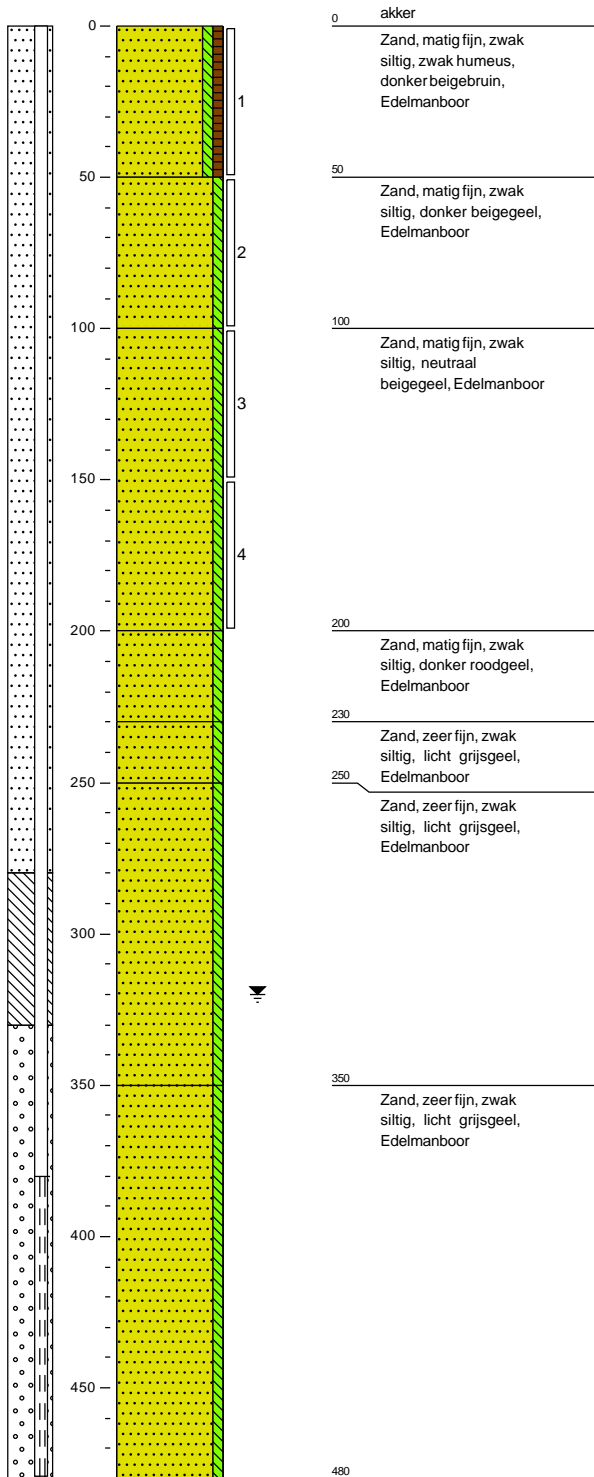 0
50
100
150
200
250
300
350
400
450
1
2
3
4
0
akker
Zand, matig fijn, zwak
siltig, zwak humeus,
donker beigebruin,
Edelmanboor
50
Zand, matig fijn, zwak
siltig, donker beigegeel,
Edelmanboor
100
Zand, matig fijn, zwak
siltig, neutraal
beigegeel, Edelmanboor
200
Zand, matig fijn, zwak
siltig, donker roodgeel,
Edelmanboor
230
Zand, zeer fijn, zwak
siltig, licht grijsgeel,
Edelmanboor
250
Zand, zeer fijn, zwak
siltig, licht grijsgeel,
Edelmanboor
350
Zand, zeer fijn, zwak
siltig, licht grijsgeel,
Edelmanboor
480